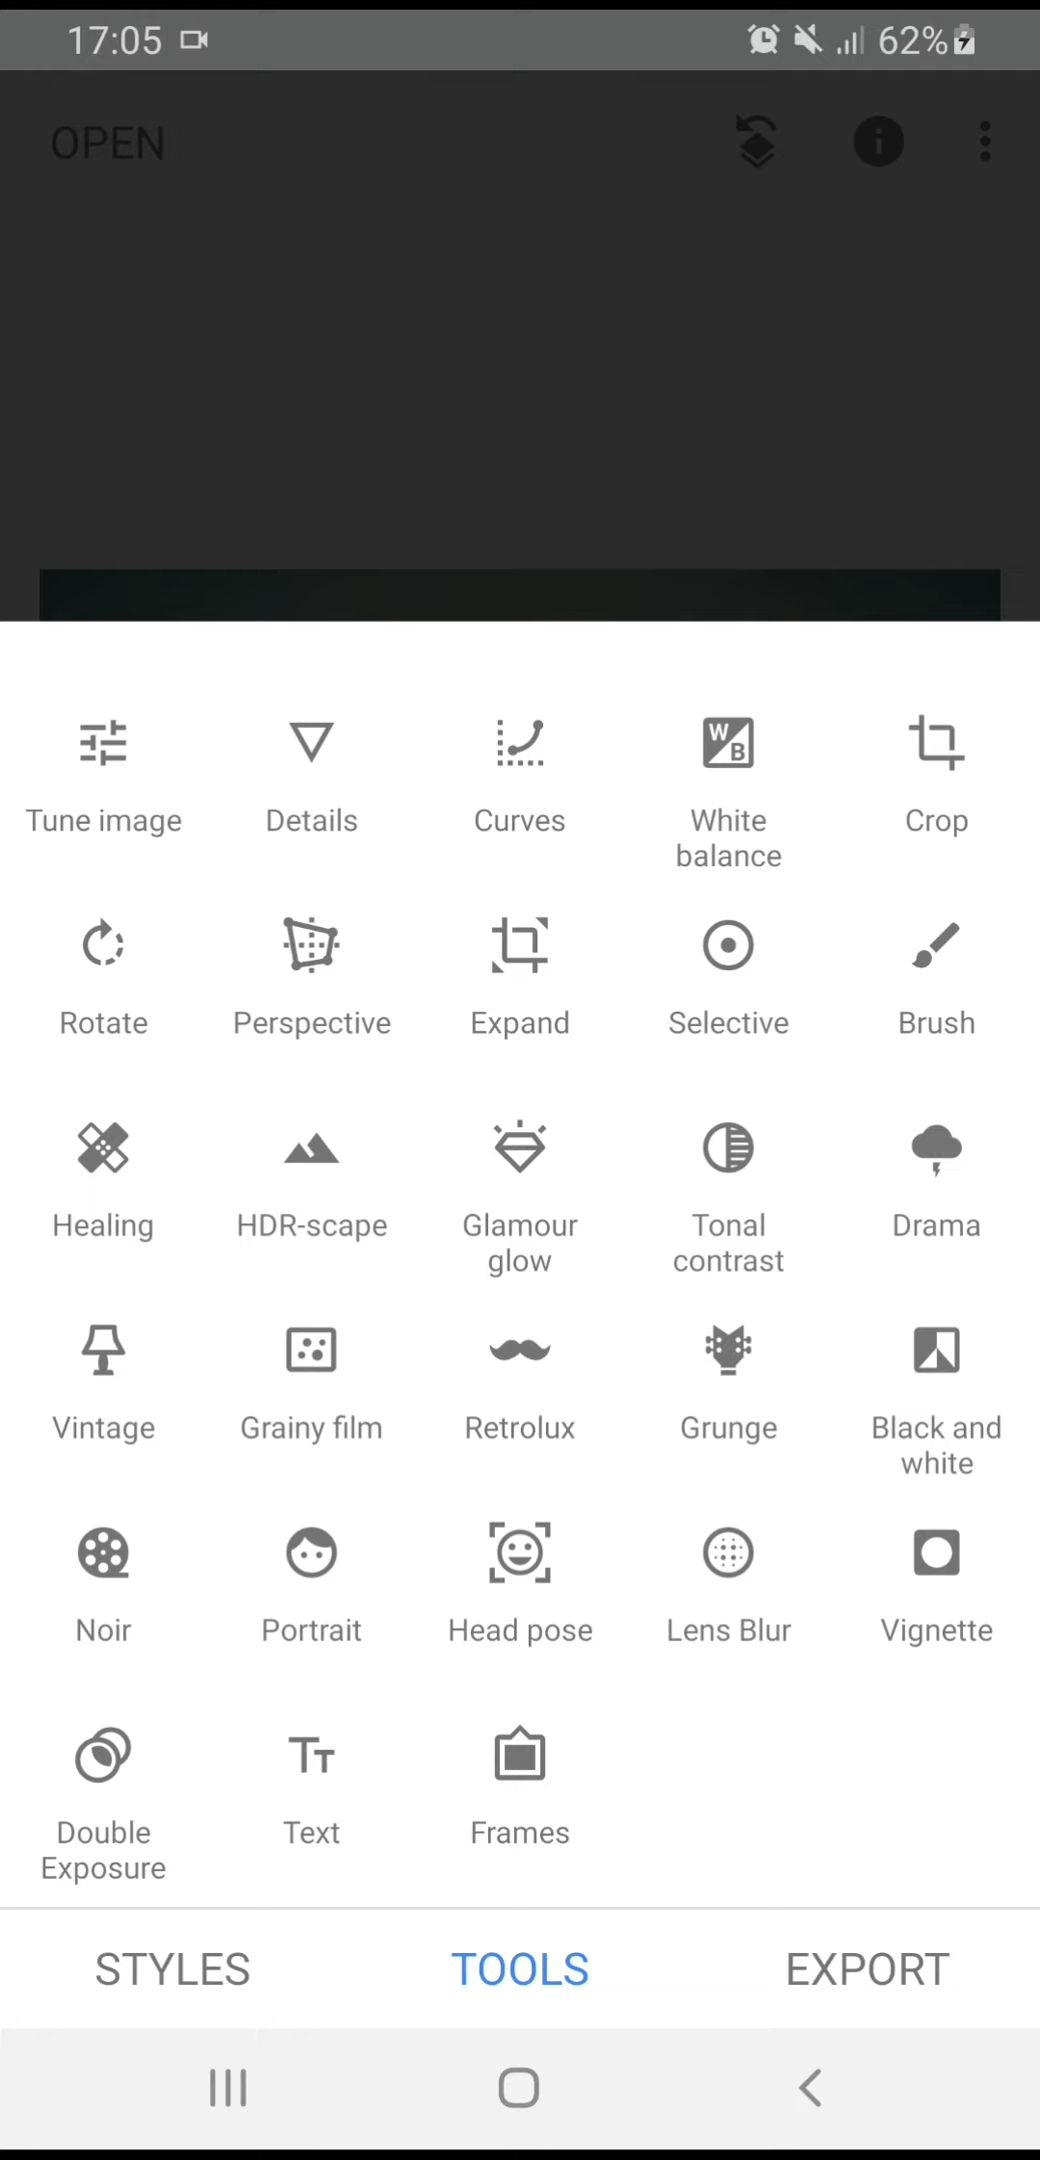 17:05 62%
OPEN
Tune image Details Curves White Crop
balance
Rotate Perspective Expand Selective Brush
Healing HDR-scape Glamour Tonal Drama
glow contrast
Vintage Grainy film Retrolux Grunge Black and
white
Noir Portrait Head pose Lens Blur Vignette
Double Text Frames
Exposure
STYLES TOOLS EXPORT